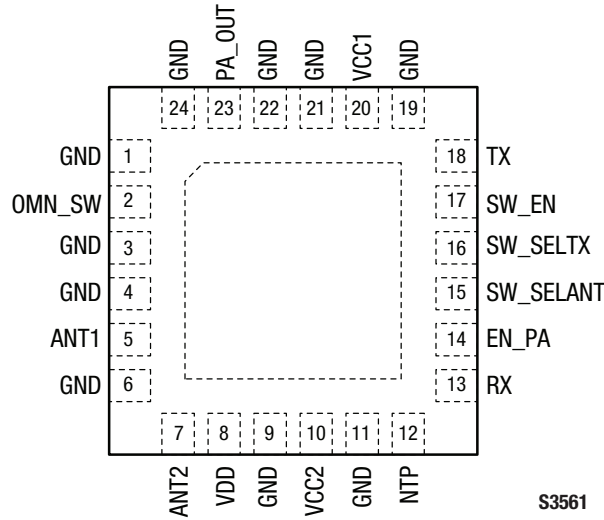 GND PA_OUT GND GND VCC1 GND
24 23 22 21 20 19
GND 1 18 TX
OMN_SW 2 17 SW_EN
GND 3 16 SW_SELTX
GND 4 15 SW_SELANT
ANT1 5 14 EN_PA
GND 6 13 RX
7 8 9 10 11 12
ANT2 VDD GND VCC2 GND NTP
S3561